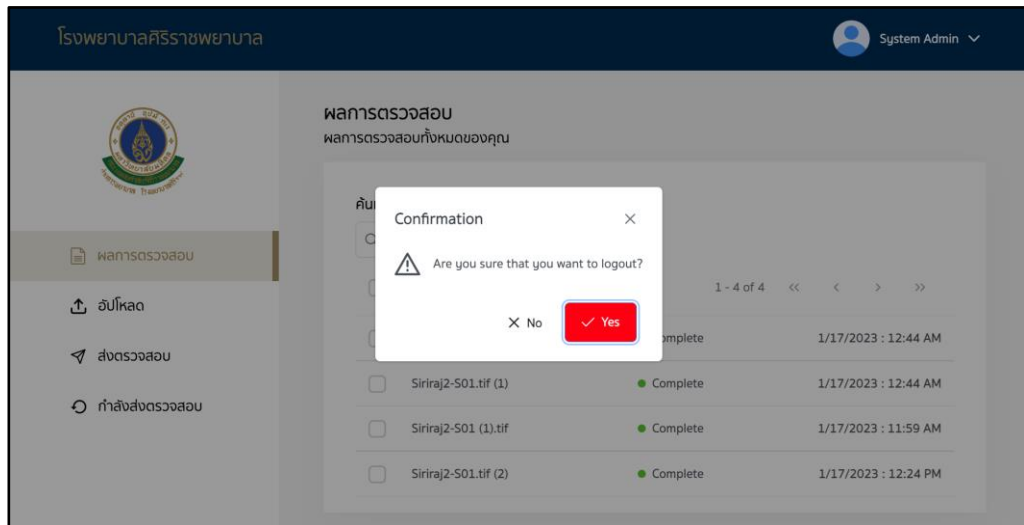 โรงพยาบาลศิริราชพยาบาล
System Admin
ผลการตรวจสอบ
ผลการตรวจสอบทั้งหมดของคุณ
ผลการตรวจสอบ
อัปโหลด
ส่งตรวจสอบ
กำลังส่งตรวจสอบ
Confirmation
Are you sure that you want to logout?
No Yes
1 - 4 of 4 << < > >>
1/17/2023 : 12:44 AM
Siriraj2-S01.tif (1) Complete 1/17/2023 : 12:44 AM
Siriraj2-S01 (1).tif Complete 1/17/2023 : 11:59 AM
Siriraj2-S01.tif (2) Complete 1/17/2023 : 12:24 PM